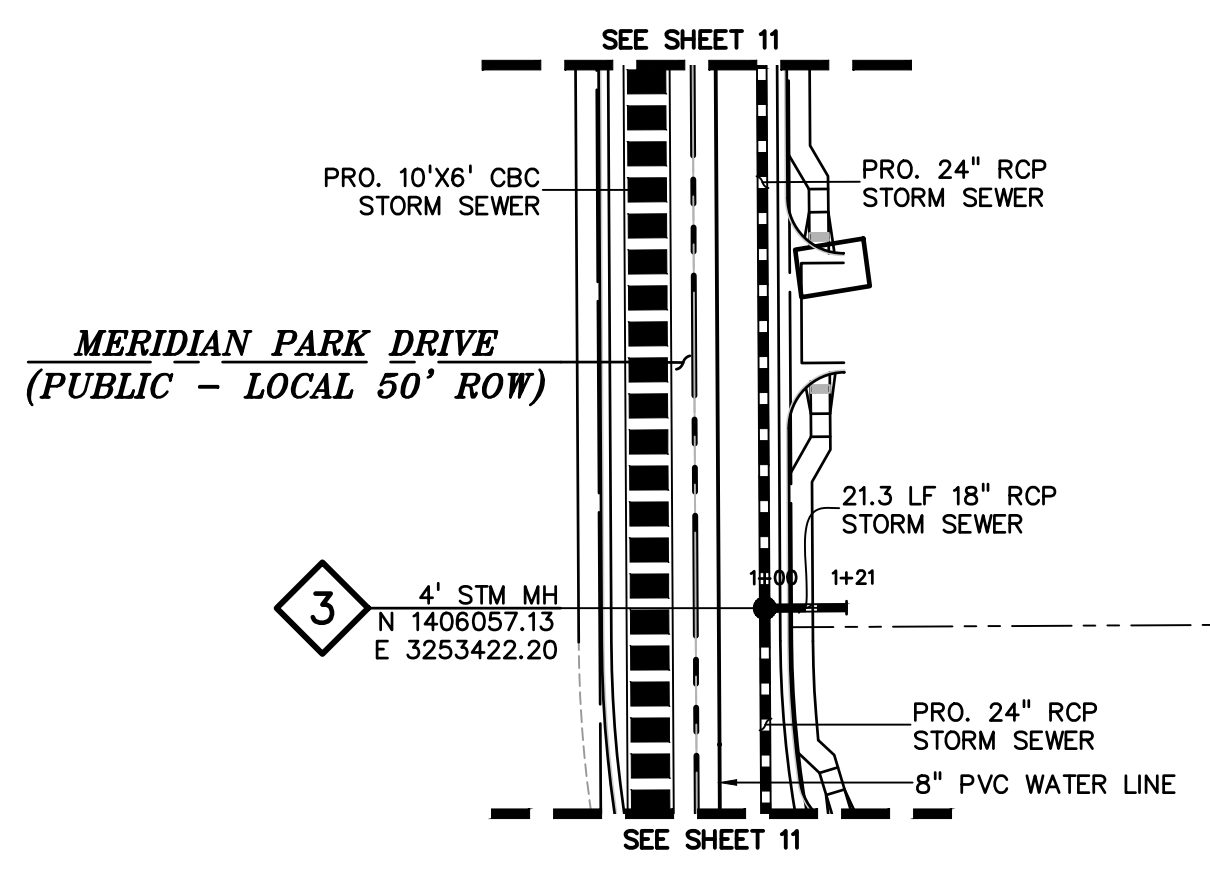 SEE SHEET 11
PRO. 10'X6' CBC
STORM SEWER
PRO. 24" RCP
STORM SEWER
MERIDIAN PARK DRIVE
(PUBLIC - LOCAL 50' ROW)
21.3 LF 18" RCP
STORM SEWER
1+00 1+21
3
4' STM MH
N 1406057.13
E 3253422.20
PRO. 24" RCP
STORM SEWER
8" PVC WATER LINE
SEE SHEET 11